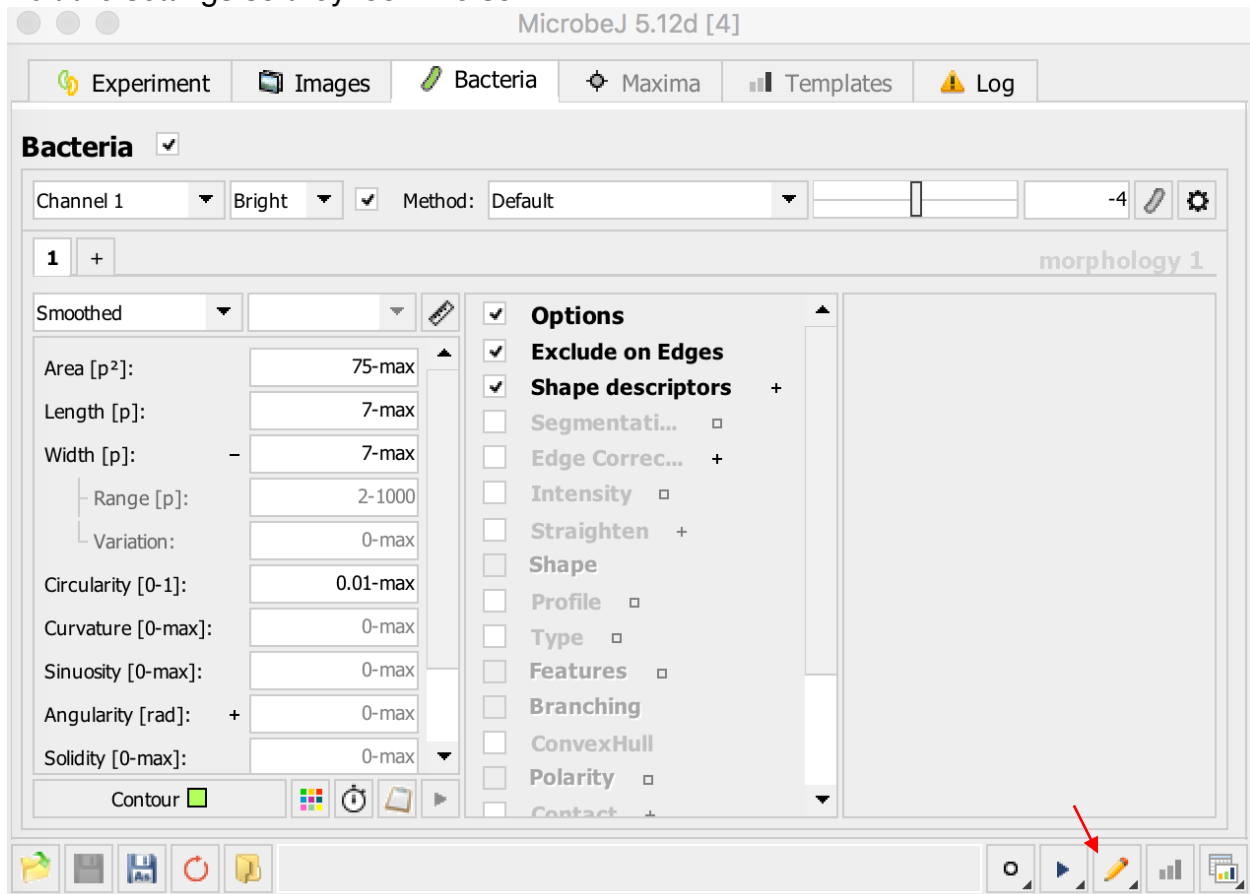 MicrobeJ 5.12d [4]
Experiment Images Bacteria Maxima Templates Log
Bacteria
Channel 1 Bright Method: Default -4
1 + morphology 1
Smoothed
Area [p²]: 75-max
Length [p]: 7-max
Width [p]: – 7-max
Range [p]: 2-1000
Variation: 0-max
Circularity [0-1]: 0.01-max
Curvature [0-max]: 0-max
Sinuosity [0-max]: 0-max
Angularity [rad]: + 0-max
Solidity [0-max]: 0-max
Contour
Options
Exclude on Edges
Shape descriptors +
Segmentati...
Edge Correc... +
Intensity
Straighten +
Shape
Profile
Type
Features
Branching
ConvexHull
Polarity
Contact +
As